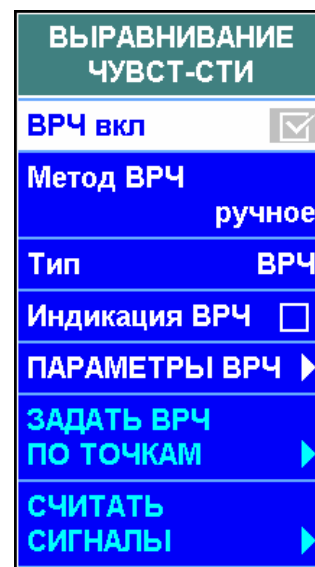 ВЫРАВНИВАНИЕ
ЧУВСТ-СТИ
ВРЧ вкл
Метод ВРЧ
ручное
Тип ВРЧ
Индикация ВРЧ
ПАРАМЕТРЫ ВРЧ
ЗАДАТЬ ВРЧ
ПО ТОЧКАМ
СЧИТАТЬ
СИГНАЛЫ